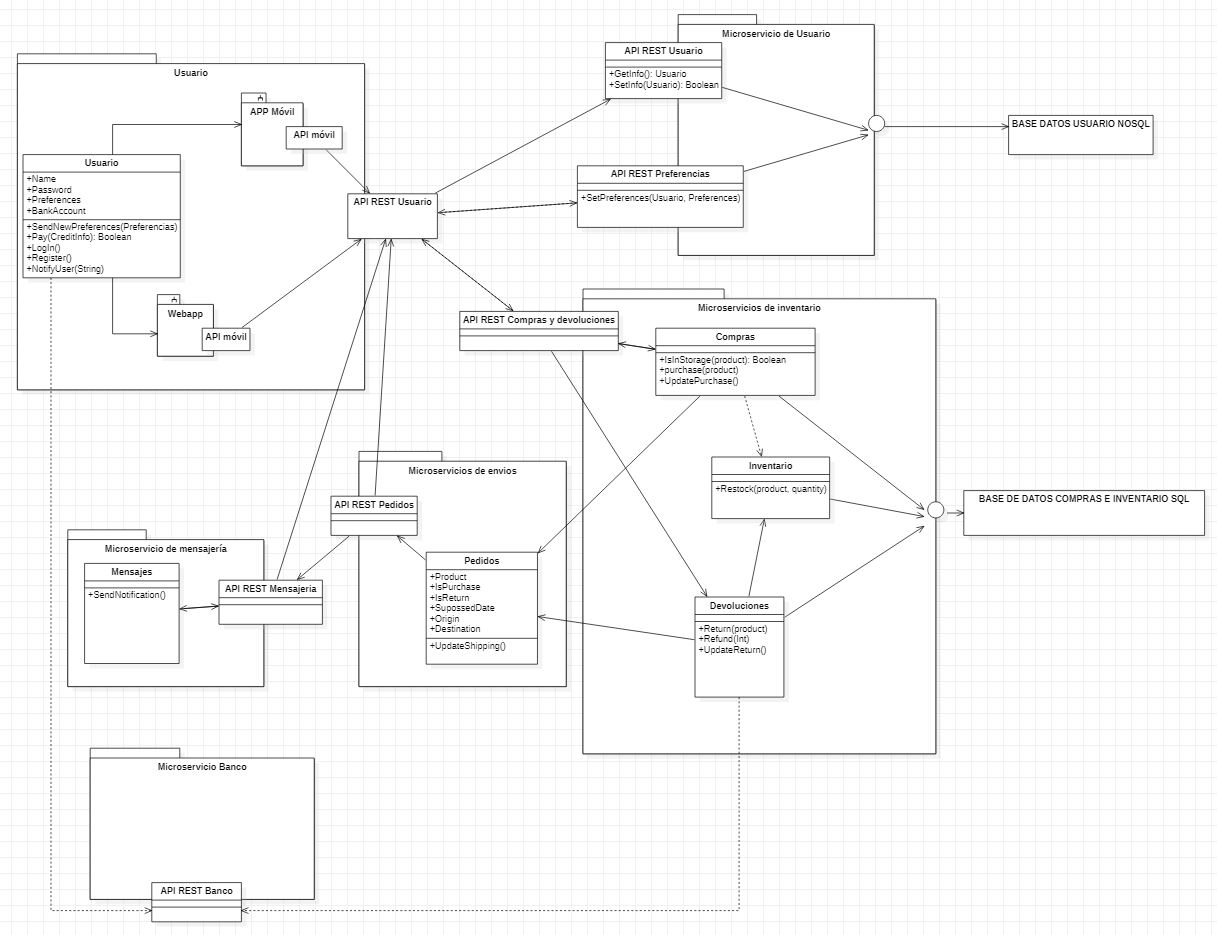 Microservicio de Usuario
API REST Usuario
+GetInfo(): Usuario
+SetInfo(Usuario): Boolean
API REST Preferencias
+SetPreferences(Usuario, Preferences)
BASE DATOS USUARIO NOSQL
Usuario
APP Móvil
API móvil
Usuario
+Name
+Password
+Preferences
+BankAccount
+SendNewPreferences(Preferencias)
+Pay(CreditInfo): Boolean
+LogIn()
+Register()
+NotifyUser(String)
Webapp
API móvil
API REST Usuario
API REST Compras y devoluciones
Microservicios de inventario
Compras
+IsInStorage(product): Boolean
+purchase(product)
+UpdatePurchase()
Inventario
+Restock(product, quantity)
Devoluciones
+Return(product)
+Refund(Int)
+UpdateReturn()
BASE DE DATOS COMPRAS E INVENTARIO SQL
Microservicios de envios
API REST Pedidos
Pedidos
+Product
+IsPurchase
+IsReturn
+SupossedDate
+Origin
+Destination
+UpdateShipping()
Microservicio de mensajería
Mensajes
+SendNotification()
API REST Mensajeria
Microservicio Banco
API REST Banco